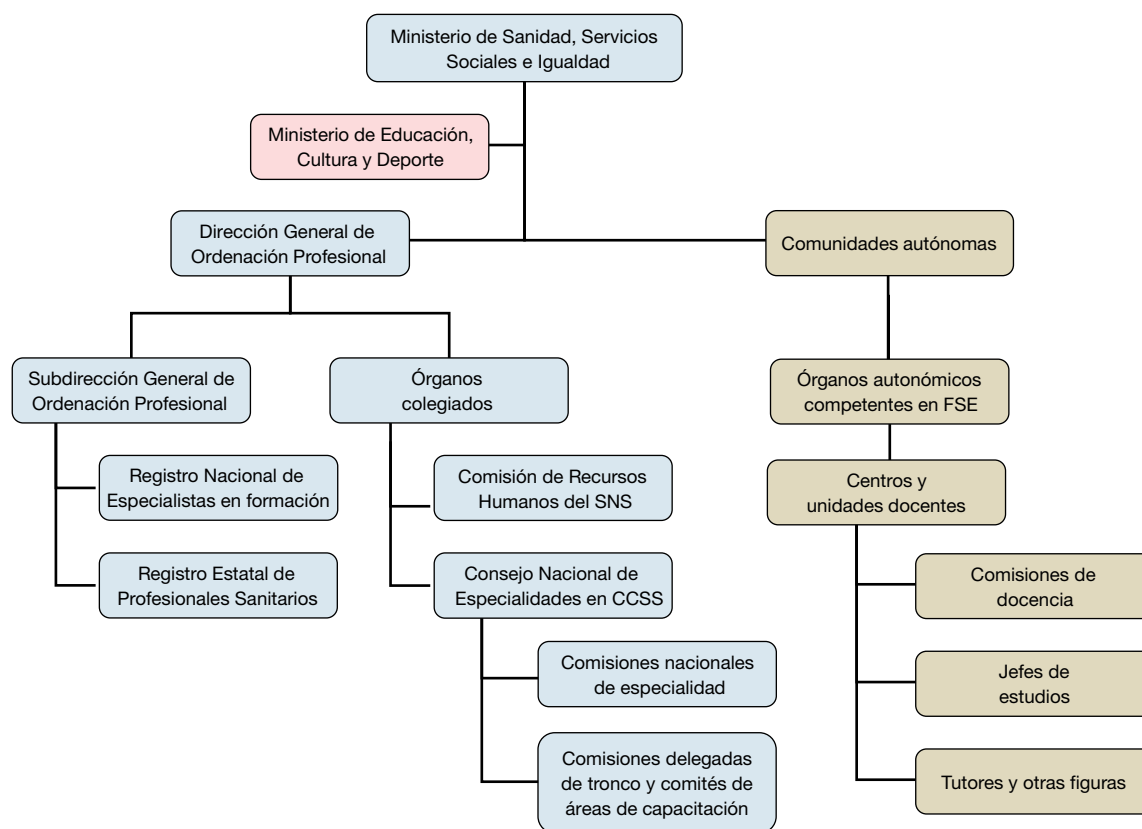 Ministerio de Sanidad, Servicios
Sociales e Igualdad
Ministerio de Educación,
Cultura y Deporte
Dirección General de
Ordenación Profesional
Comunidades autónomas
Subdirección General de
Ordenación Profesional
Órganos
colegiados
Órganos autonómicos
competentes en FSE
Registro Nacional de
Especialistas en formación
Comisión de Recursos
Humanos del SNS
Centros y
unidades docentes
Registro Estatal de
Profesionales Sanitarios
Consejo Nacional de
Especialidades en CCSS
Comisiones de
docencia
Comisiones nacionales
de especialidad
Jefes de
estudios
Comisiones delegadas
de tronco y comités de
áreas de capacitación
Tutores y otras figuras